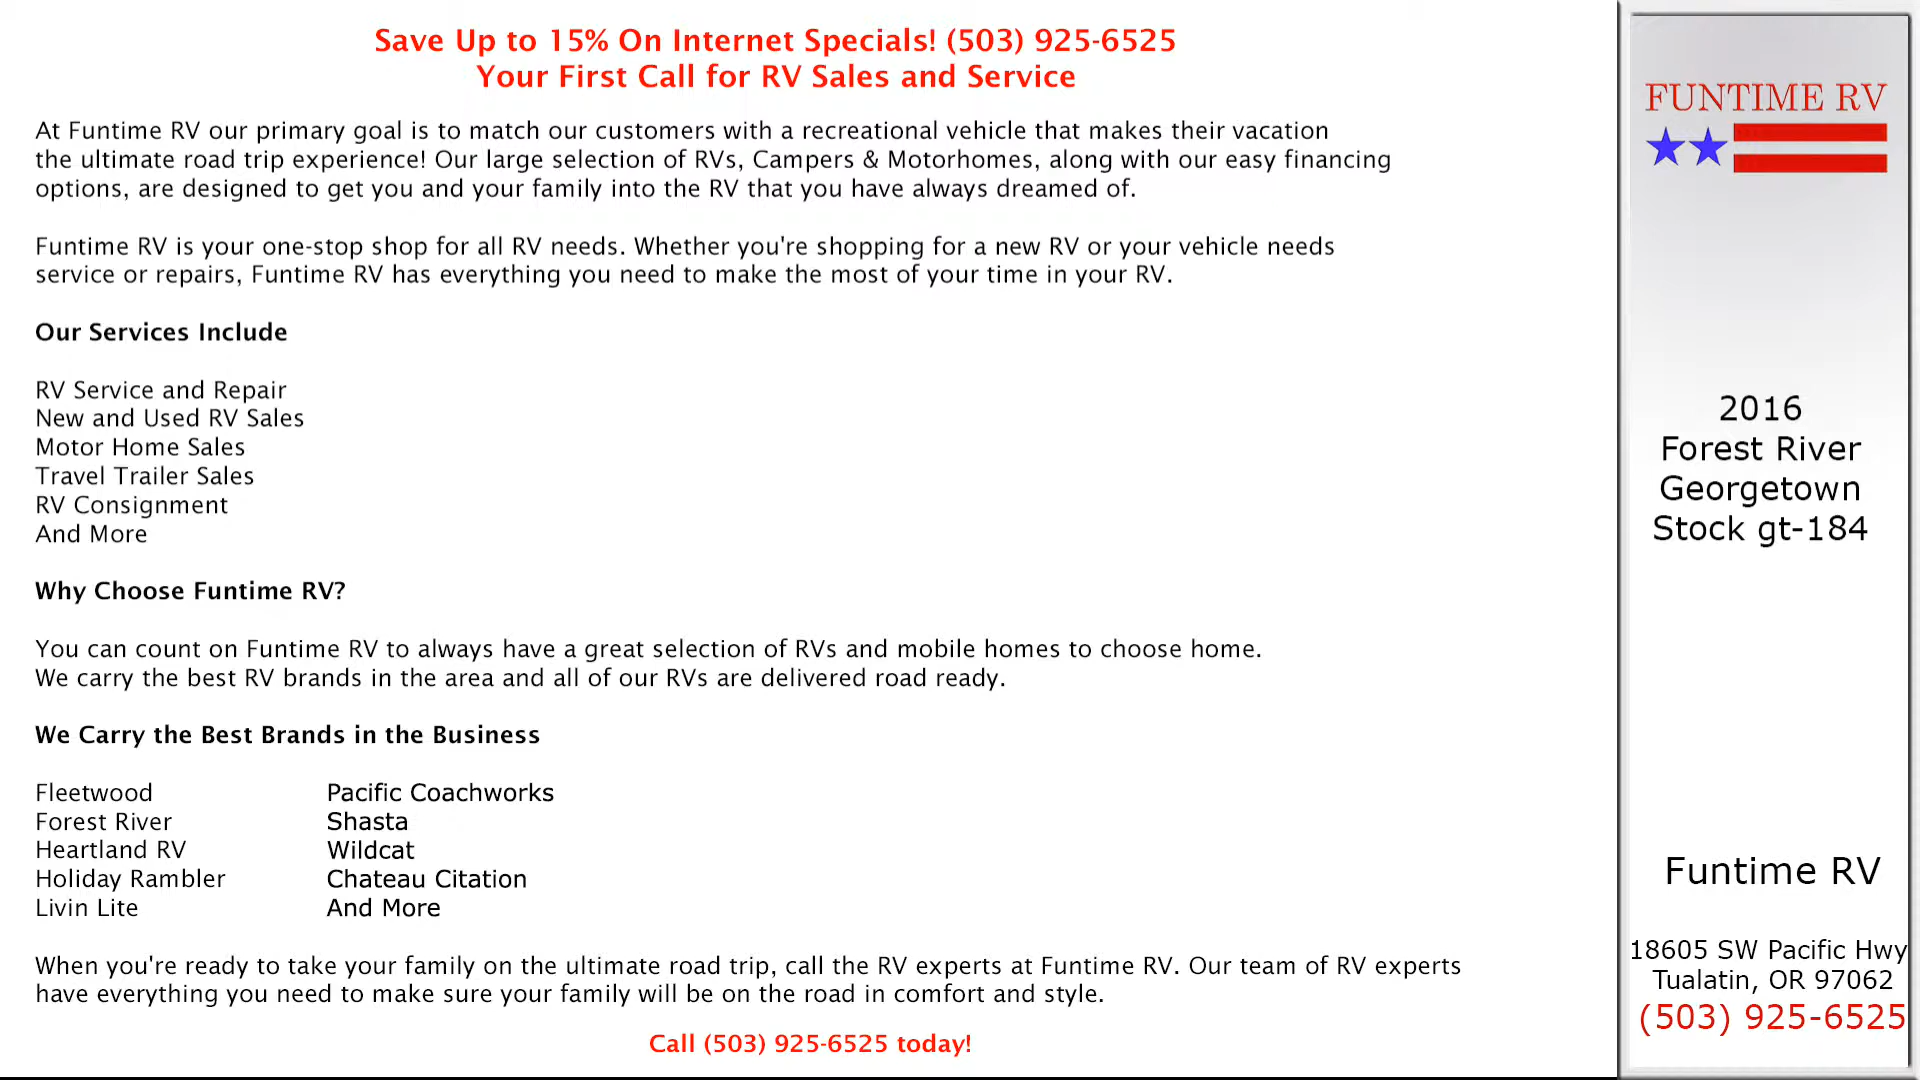 Save Up to 15% On Internet Specials! (503) 925-6525
Your First Call for RV Sales and Service
At Funtime RV our primary goal is to match our customers with a recreational vehicle that makes their vacation
the ultimate road trip experience! Our large selection of RVs, Campers & Motorhomes, along with our easy financing
options, are designed to get you and your family into the RV that you have always dreamed of.
Funtime RV is your one-stop shop for all RV needs. Whether you're shopping for a new RV or your vehicle needs
service or repairs, Funtime RV has everything you need to make the most of your time in your RV.
Our Services Include
RV Service and Repair
New and Used RV Sales
Motor Home Sales
Travel Trailer Sales
RV Consignment
And More
Why Choose Funtime RV?
You can count on Funtime RV to always have a great selection of RVs and mobile homes to choose home.
We carry the best RV brands in the area and all of our RVs are delivered road ready.
We Carry the Best Brands in the Business
Fleetwood
Forest River
Heartland RV
Holiday Rambler
Livin Lite
Pacific Coachworks
Shasta
Wildcat
Chateau Citation
And More
When you're ready to take your family on the ultimate road trip, call the RV experts at Funtime RV. Our team of RV experts
have everything you need to make sure your family will be on the road in comfort and style.
Call (503) 925-6525 today!
FUNTIME RV
2016
Forest River
Georgetown
Stock gt-184
Funtime RV
18605 SW Pacific Hwy
Tualatin, OR 97062
(503) 925-6525